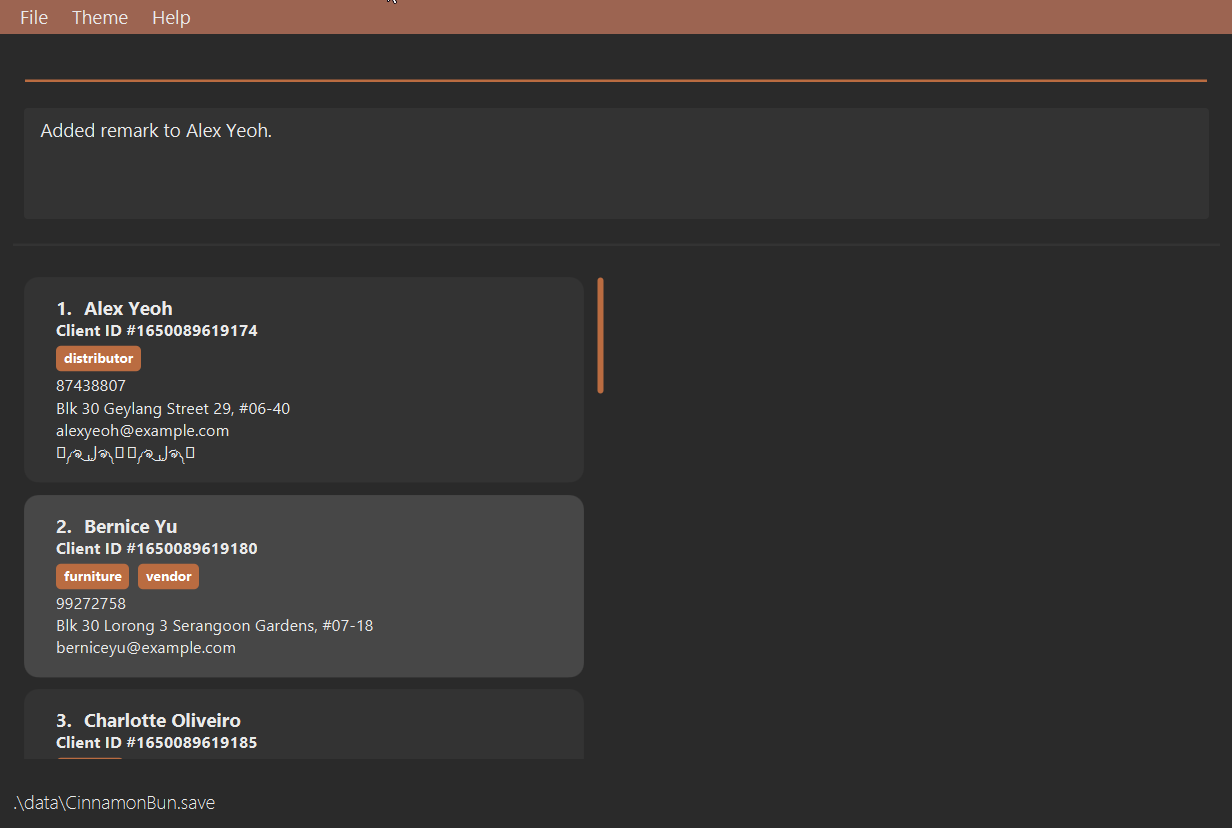 File Theme Help
Added remark to Alex Yeoh.
1. Alex Yeoh
Client ID #1650089619174
distributor
87438807
Blk 30 Geylang Street 29, #06-40
alexyeoh@example.com
2. Bernice Yu
Client ID #1650089619180
furniture vendor
99272758
Blk 30 Lorong 3 Serangoon Gardens, #07-18
berniceyu@example.com
3. Charlotte Oliveiro
Client ID #1650089619185
.\data\CinnamonBun.save